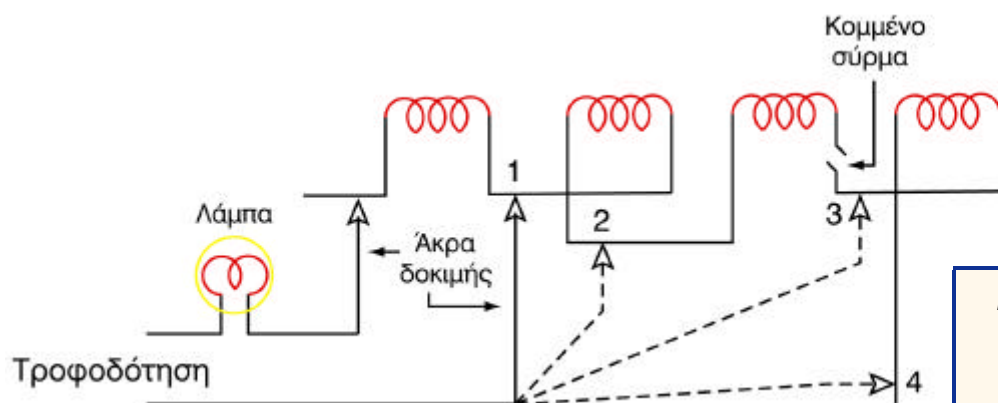 Κομμένο
σύρμα
1
Λάμπα
2
3
Άκρα
δοκιμής
Τροφοδότηση
4